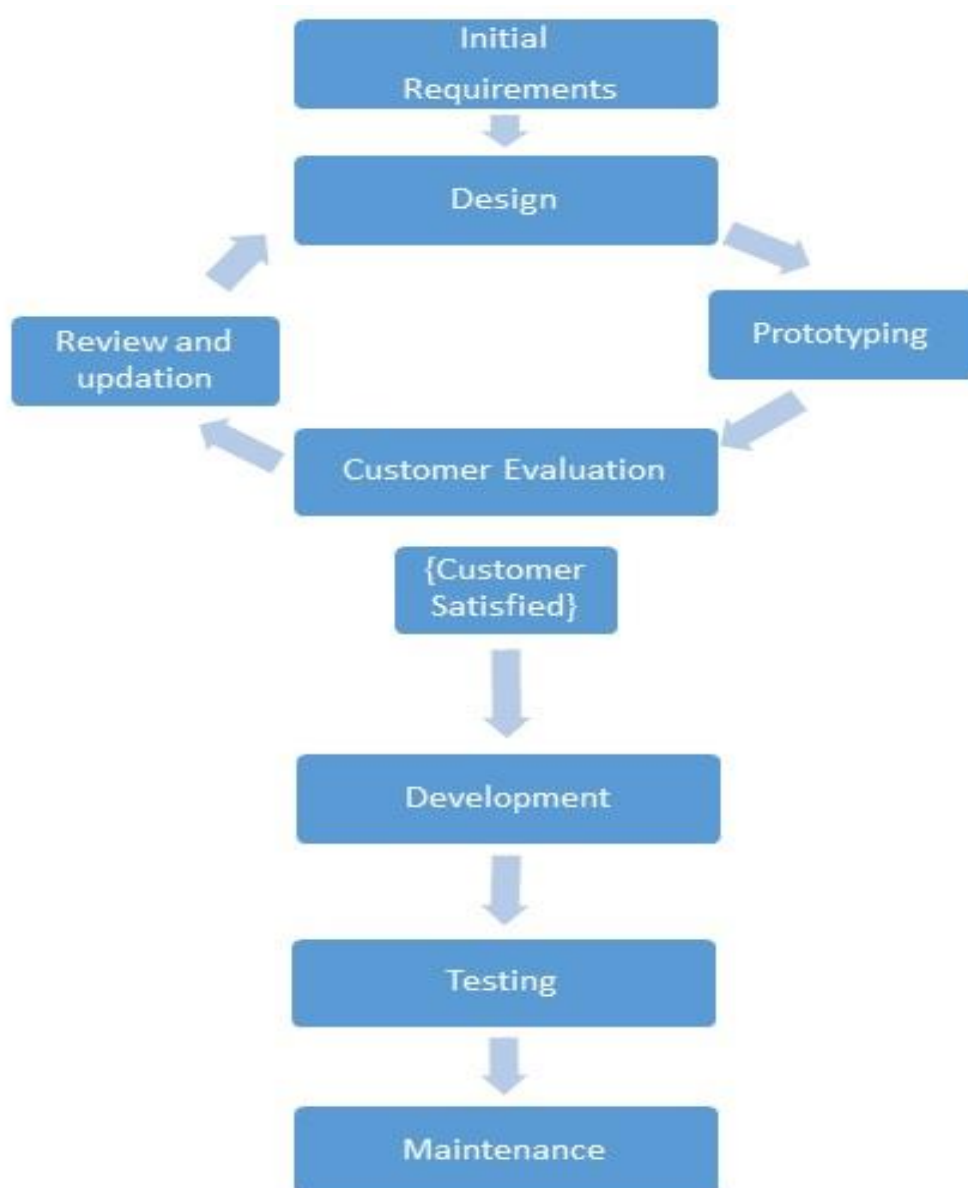 Initial
Requirements
Design
Prototyping
Review and
updation
Customer Evaluation
{Customer
Satisfied}
Development
Testing
Maintenance